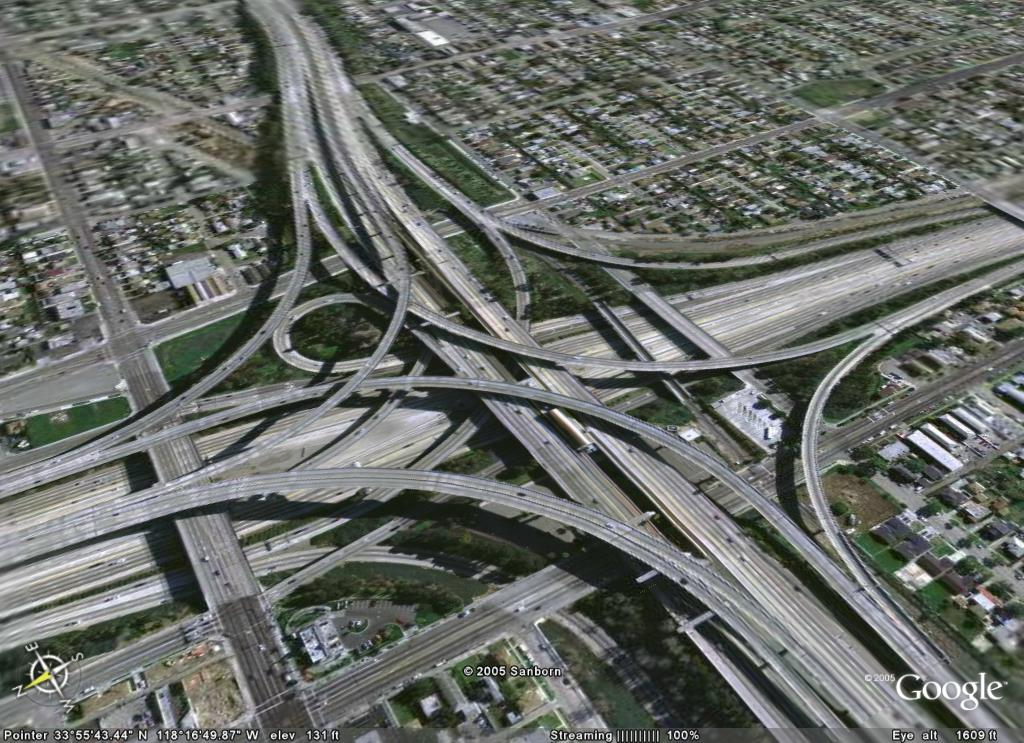 N
E
S
W
© 2005 Sanborn
© 2005 Google™
Pointer 33°55'43.44" N 118°16'49.87" W elev 131 ft Streaming |||||||||| 100% Eye alt 1609 ft